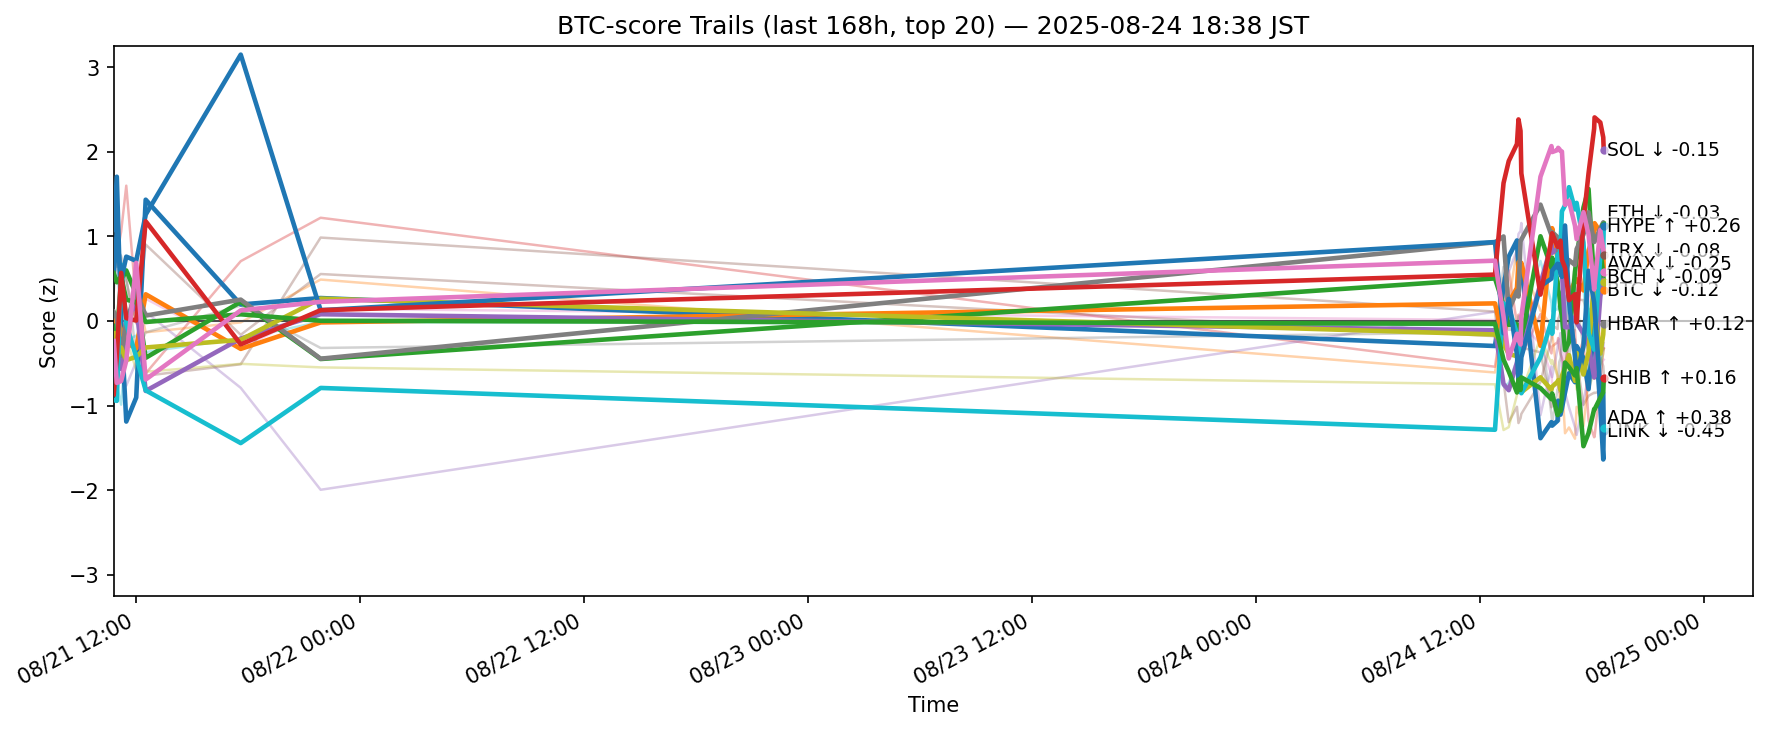 BTC-score Trails (last 168h, top 20) — 2025-08-24 18:38 JST
3
2
1
0
−1
−2
−3
Score (z)
SOL ↓ -0.15
ETH ↓ -0.03
HYPE ↑ +0.26
TRX ↓ -0.08
AVAX ↓ -0.25
BCH ↓ -0.09
BTC ↓ -0.12
HBAR ↑ +0.12
SHIB ↑ +0.16
ADA ↑ +0.38
LINK ↓ -0.45
08/21 12:00
08/22 00:00
08/22 12:00
08/23 00:00
08/23 12:00
08/24 00:00
08/24 12:00
08/25 00:00
Time